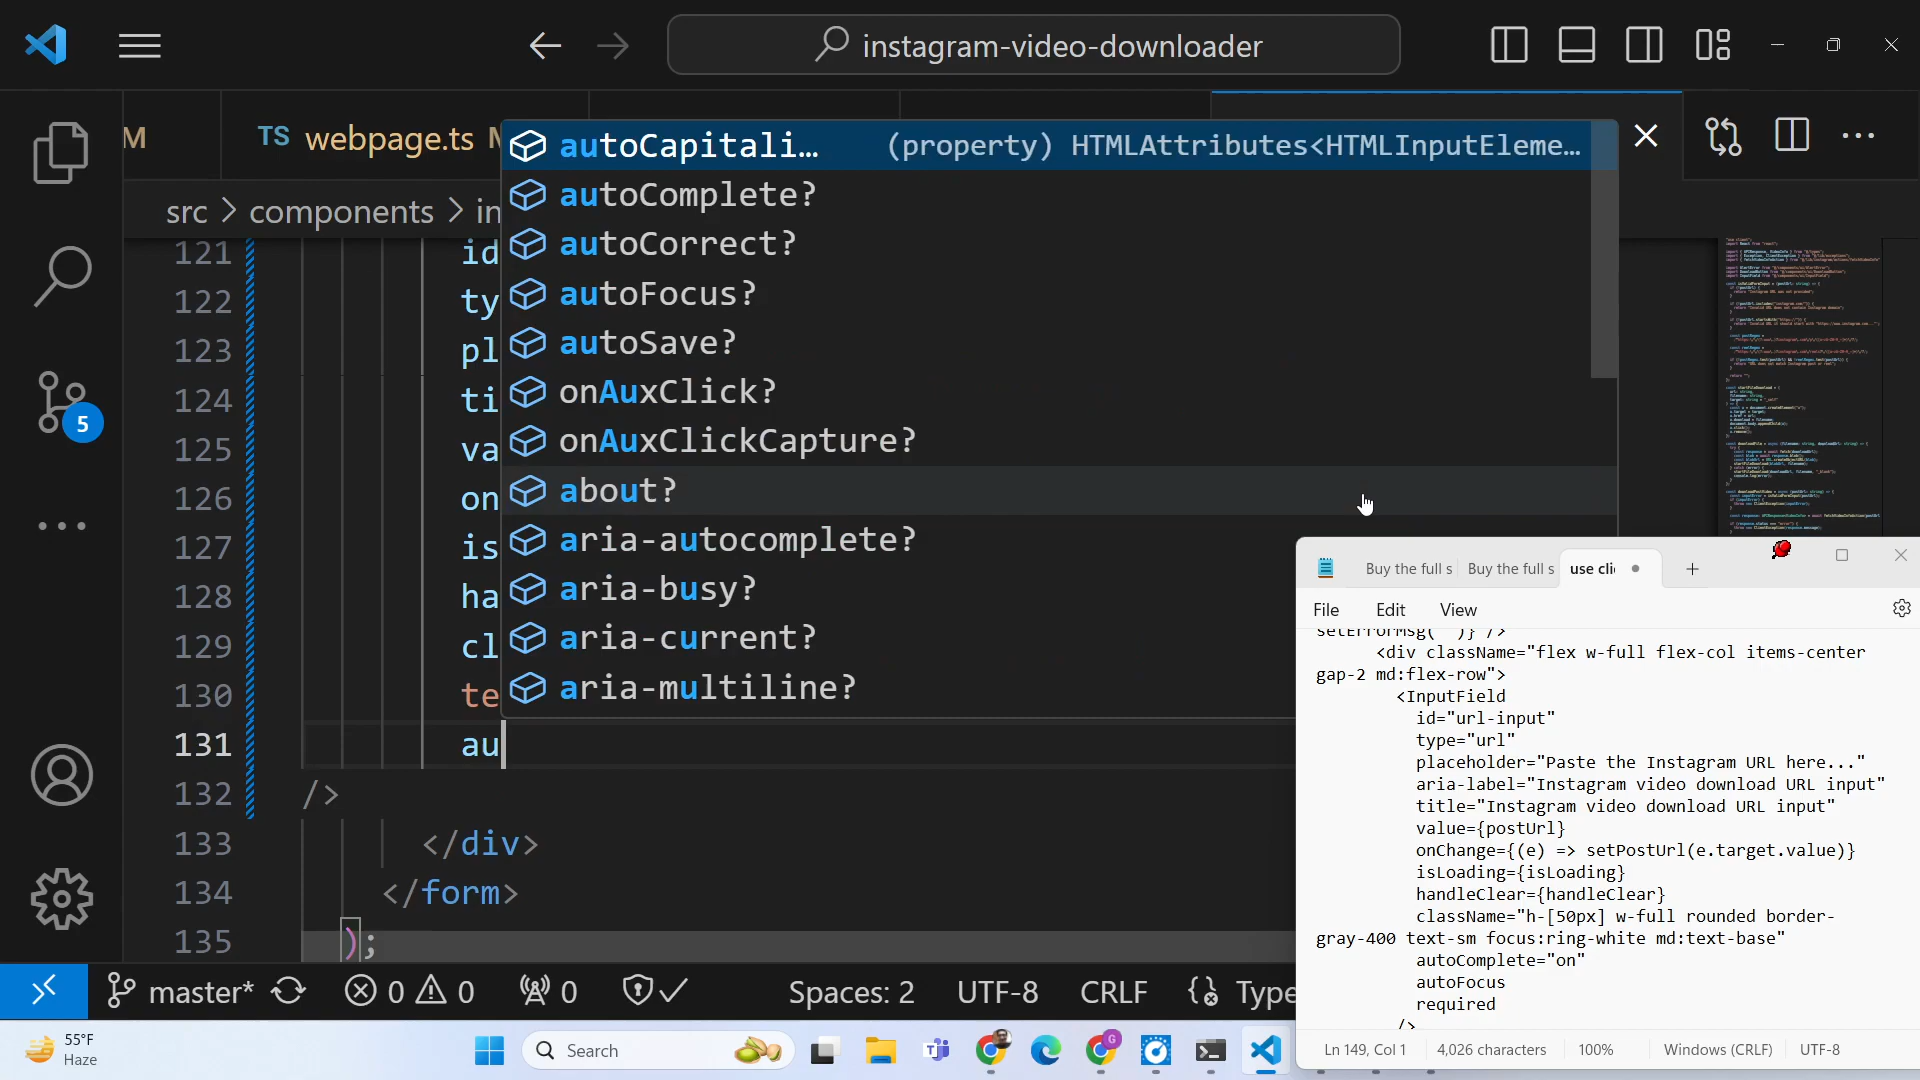 instagram-video-downloader
M
TS webpage.ts M
src > components > in
autoCapitali… (property) HTMLAttributes<HTMLInputEleme…
autoComplete?
autoCorrect?
autoFocus?
autoSave?
onAuxClick?
onAuxClickCapture?
about?
aria-autocomplete?
aria-busy?
aria-current?
aria-multiline?
121 id
122 ty
123 pl
124 ti
125 va
126 on
127 is
128 ha
129 cl
130 te
131 au
132 />
133 </div>
134 </form>
135 );
5
master* 0 0 0 Spaces: 2 UTF-8 CRLF Type
Buy the full s Buy the full s use clie
File Edit View
setErrorMsg("")} />
<div className="flex w-full flex-col items-center
gap-2 md:flex-row">
<InputField
id="url-input"
type="url"
placeholder="Paste the Instagram URL here..."
aria-label="Instagram video download URL input"
title="Instagram video download URL input"
value={postUrl}
onChange={(e) => setPostUrl(e.target.value)}
isLoading={isLoading}
handleClear={handleClear}
className="h-[50px] w-full rounded border-
gray-400 text-sm focus:ring-white md:text-base"
autoComplete="on"
autoFocus
required
/>
Ln 149, Col 1 4,026 characters 100% Windows (CRLF) UTF-8
55°F
Haze
Search